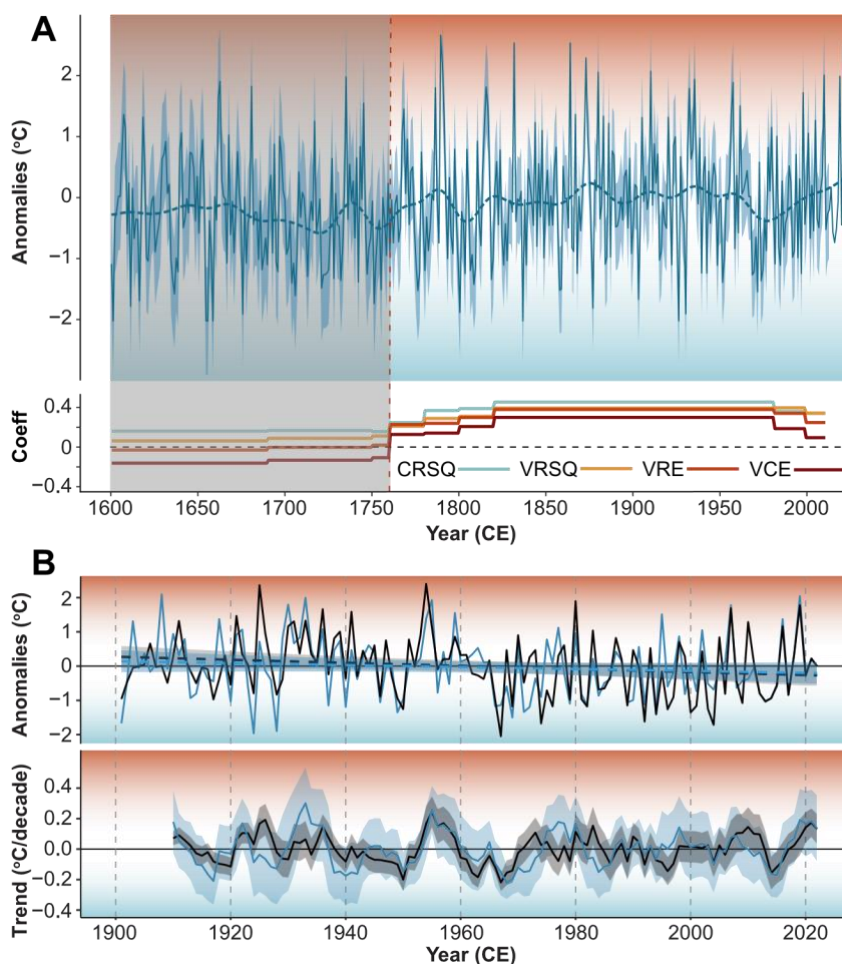 A
Anomalies (°C)
2
1
0
−1
−2
Coeff
0.4
0
−0.4
CRSQ VRSQ VRE VCE
1600 1650 1700 1750 1800 1850 1900 1950 2000
Year (CE)
B
Anomalies (°C)
2
1
0
−1
−2
Trend (°C/decade)
0.4
0.2
0.0
−0.2
−0.4
1900 1920 1940 1960 1980 2000 2020
Year (CE)